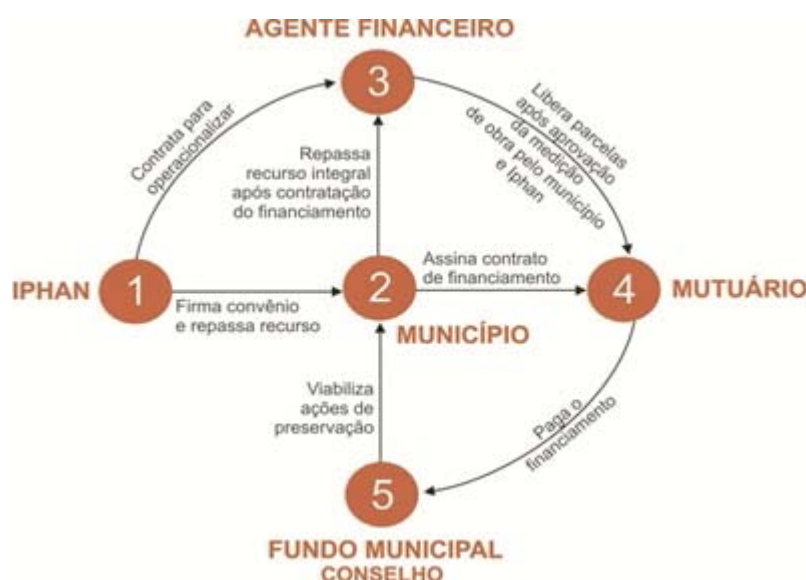 AGENTE FINANCEIRO
3
Contrata para
operacionalizar
Libera parcelas
após aprovação
da medição
de obra pelo município
e Iphan
Repassa
recurso integral
após contratação
do financiamento
IPHAN
1
Firma convênio
e repassa recurso
2
MUNICÍPIO
Assina contrato
de financiamento
4
MUTUÁRIO
Viabiliza
ações de
preservação
Paga o
financiamento
5
FUNDO MUNICIPAL
CONSELHO